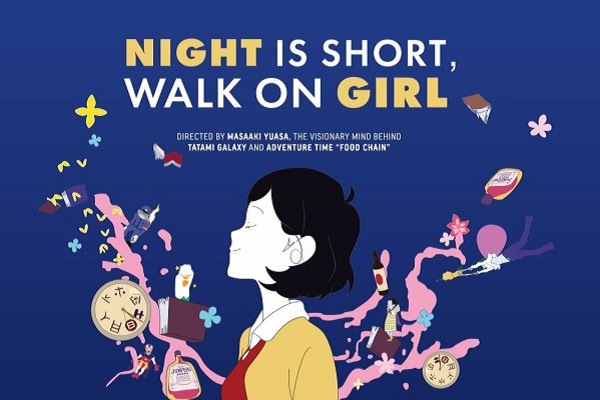 NIGHT IS SHORT,
WALK ON GIRL
DIRECTED BY MASAAKI YUASA, THE VISIONARY MIND BEHIND
TATAMI GALAXY AND ADVENTURE TIME "FOOD CHAIN"